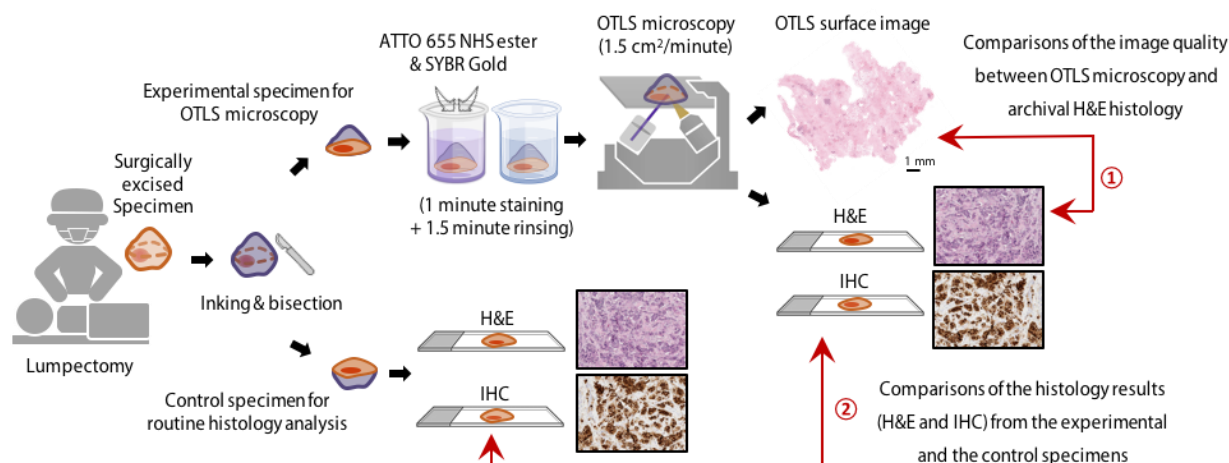 ATTO 655 NHS ester
& SYBR Gold
OTLS microscopy
(1.5 cm²/minute)
OTLS surface image
Comparisons of the image quality
between OTLS microscopy and
archival H&E histology
Experimental specimen for
OTLS microscopy
Surgically
excised
Specimen
1 mm
①
(1 minute staining
+ 1.5 minute rinsing)
H&E
IHC
Inking & bisection
Lumpectomy
H&E
IHC
Control specimen for
routine histology analysis
②
Comparisons of the histology results
(H&E and IHC) from the experimental
and the control specimens